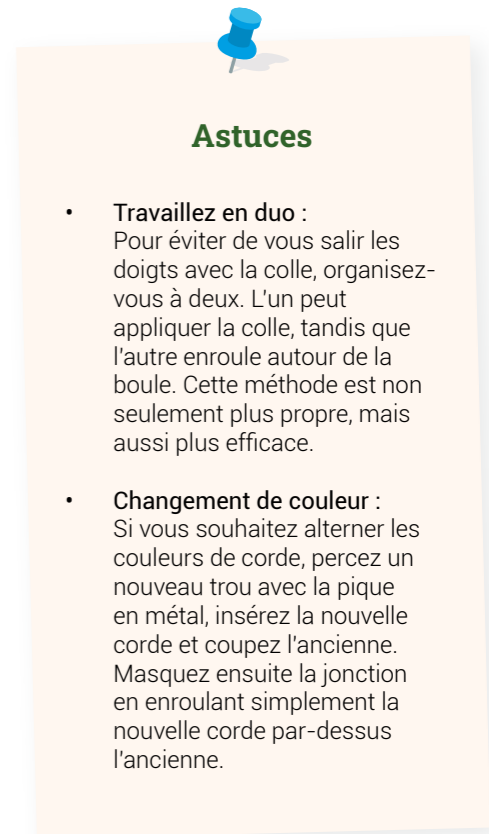 Astuces
• Travaillez en duo :
Pour éviter de vous salir les
doigts avec la colle, organisez-
vous à deux. L'un peut
appliquer la colle, tandis que
l'autre enroule autour de la
boule. Cette méthode est non
seulement plus propre, mais
aussi plus efficace.
• Changement de couleur :
Si vous souhaitez alterner les
couleurs de corde, percez un
nouveau trou avec la pique
en métal, insérez la nouvelle
corde et coupez l'ancienne.
Masquez ensuite la jonction
en enroulant simplement la
nouvelle corde par-dessus
l'ancienne.